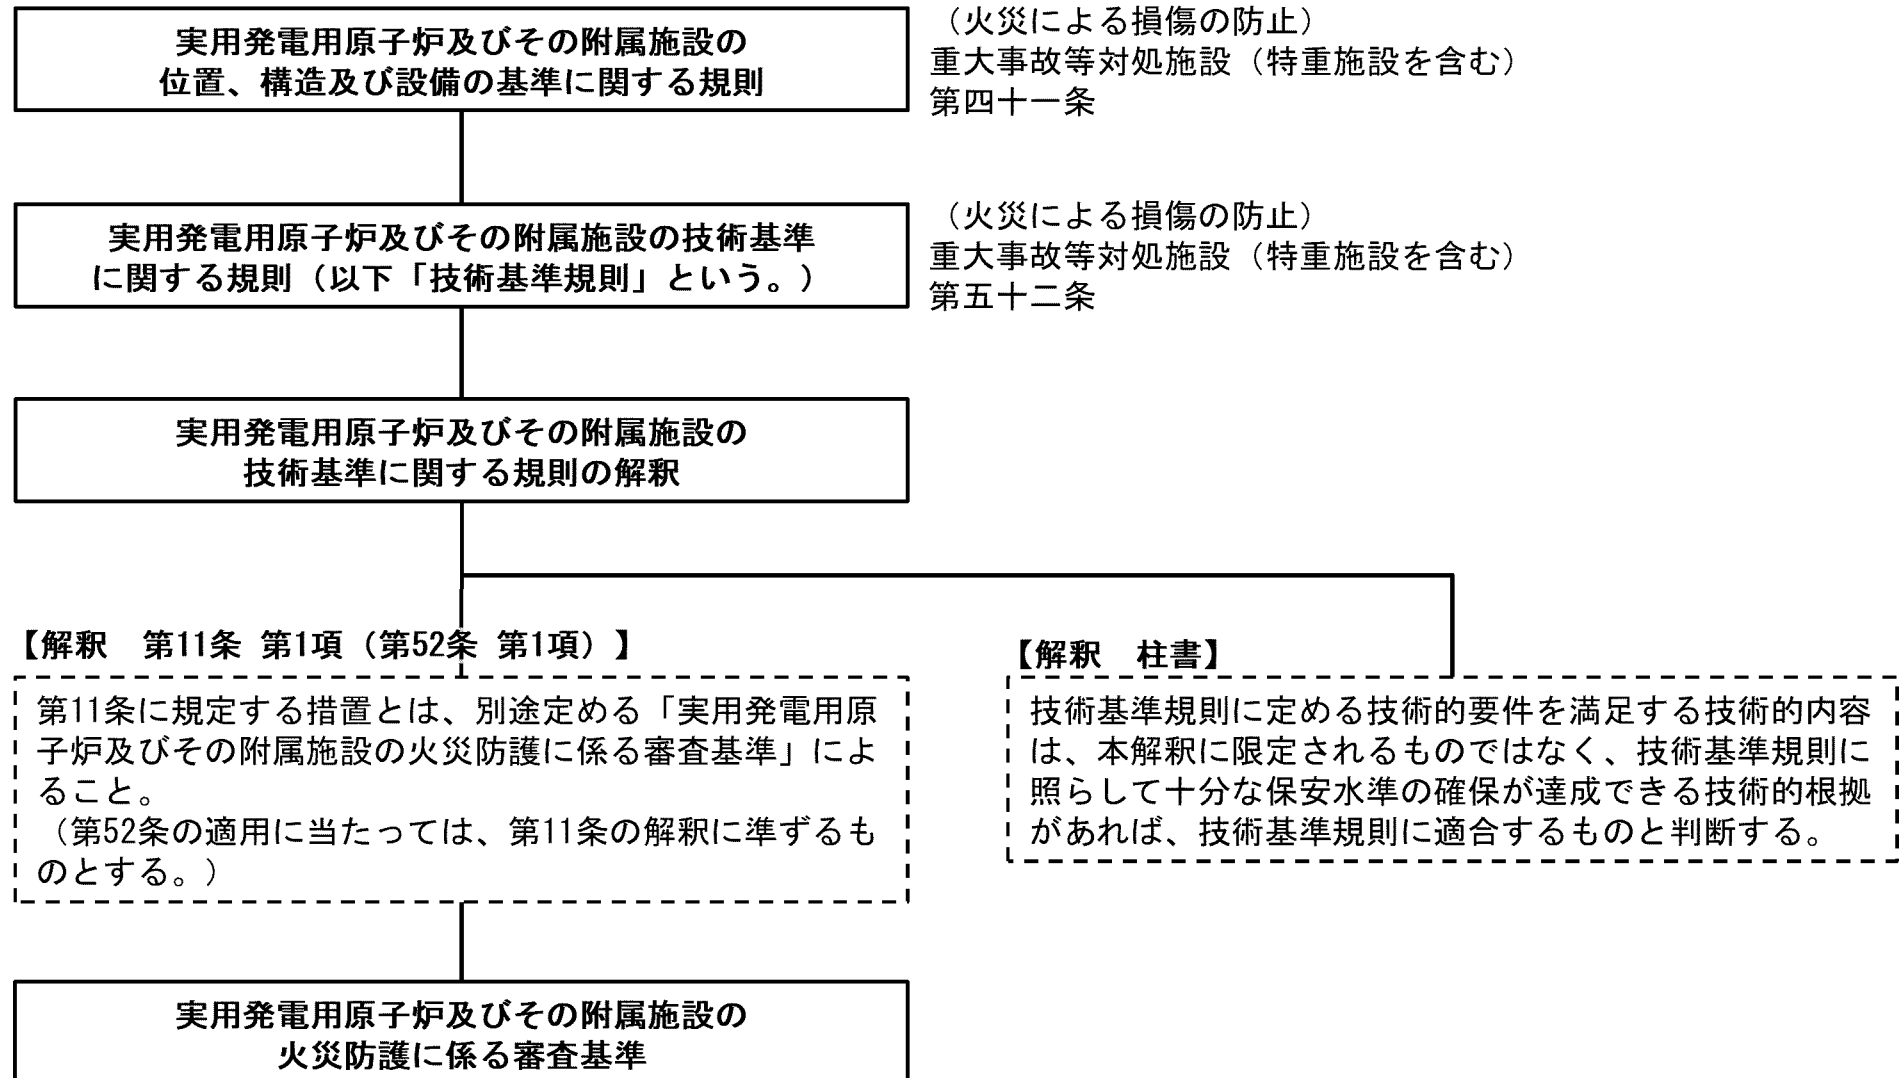 実用発電用原子炉及びその附属施設の
位置、構造及び設備の基準に関する規則
（火災による損傷の防止）
重大事故等対処施設（特重施設を含む）
第四十一条
実用発電用原子炉及びその附属施設の技術基準
に関する規則（以下「技術基準規則」という。）
（火災による損傷の防止）
重大事故等対処施設（特重施設を含む）
第五十二条
実用発電用原子炉及びその附属施設の
技術基準に関する規則の解釈
【解釈　第11条 第1項（第52条 第1項）】
第11条に規定する措置とは、別途定める「実用発電用原
子炉及びその附属施設の火災防護に係る審査基準」によ
ること。
（第52条の適用に当たっては、第11条の解釈に準ずるも
のとする。）
【解釈　柱書】
技術基準規則に定める技術的要件を満足する技術的内容
は、本解釈に限定されるものではなく、技術基準規則に
照らして十分な保安水準の確保が達成できる技術的根拠
があれば、技術基準規則に適合するものと判断する。
実用発電用原子炉及びその附属施設の
火災防護に係る審査基準